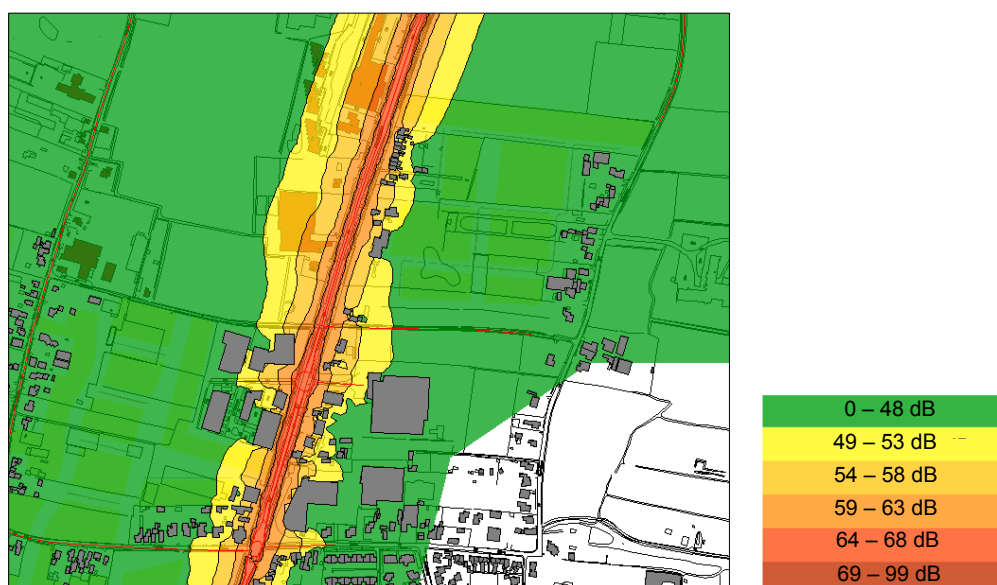 0 – 48 dB
49 – 53 dB
54 – 58 dB
59 – 63 dB
64 – 68 dB
69 – 99 dB